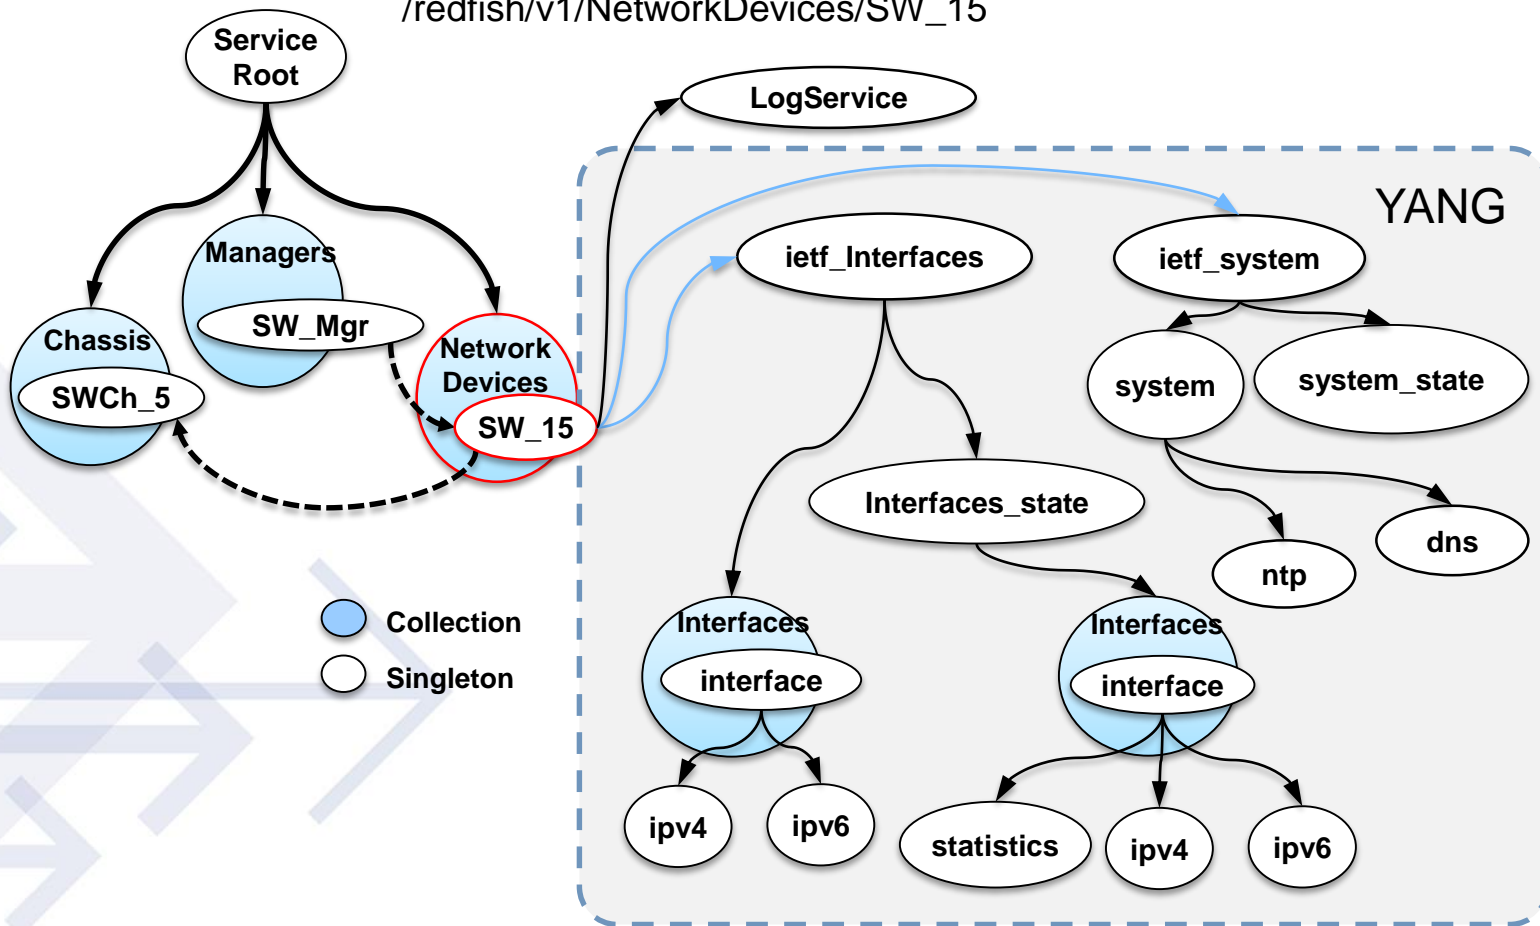 /redfish/v1/NetworkDevices/SW_15
Service
Root
LogService
YANG
Managers
ietf_Interfaces
ietf_system
SW_Mgr
Chassis
Network
Devices
SWCh_5
SW_15
system
system_state
Interfaces_state
dns
ntp
Collection
Singleton
Interfaces
interface
Interfaces
interface
ipv4
ipv6
statistics
ipv4
ipv6